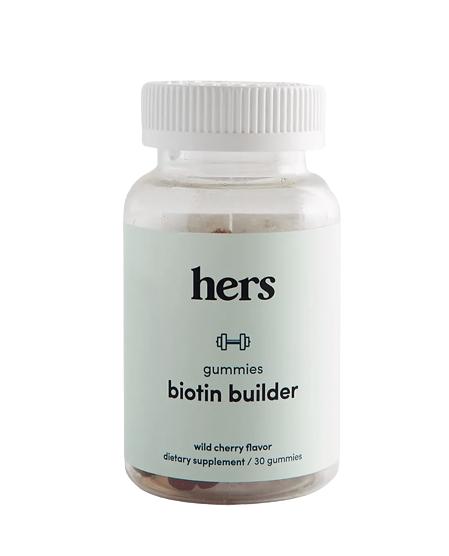 hers
gummies
biotin builder
wild cherry flavor
dietary supplement / 30 gummies